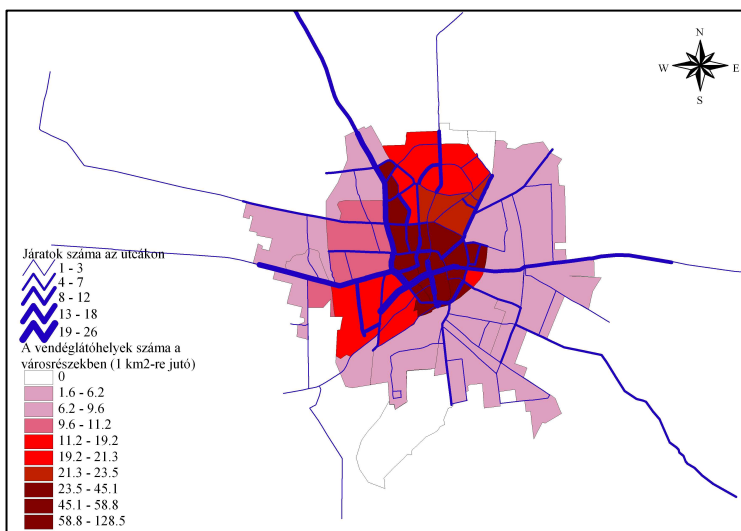 N
W E
S
Járatok száma az utcákon
1 - 3
4 - 7
8 - 12
13 - 18
19 - 26
A vendéglátóhelyek száma a
városrészekben (1 km2-re jutó)
0
1.6 - 6.2
6.2 - 9.6
9.6 - 11.2
11.2 - 19.2
19.2 - 21.3
21.3 - 23.5
23.5 - 45.1
45.1 - 58.8
58.8 - 128.5